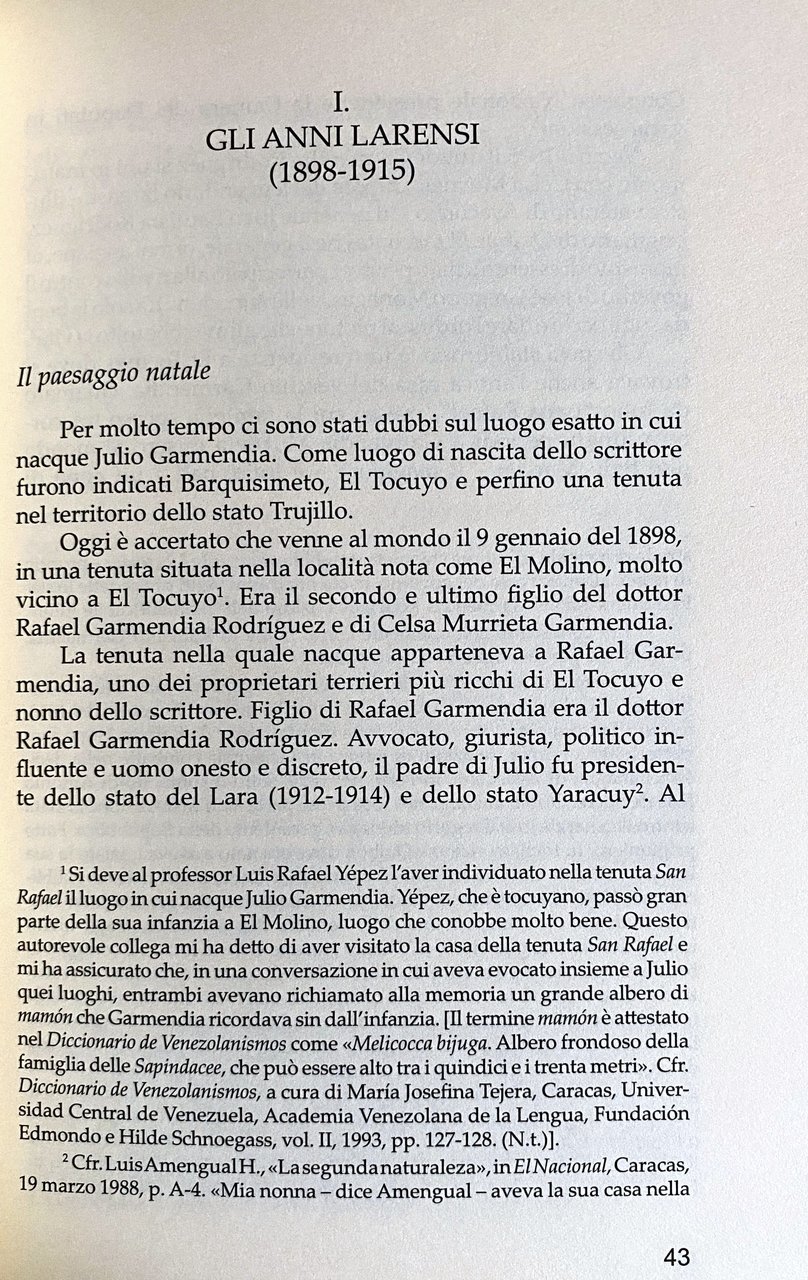 I.
GLI ANNI LARENSI
(1898-1915)
Il paesaggio natale
Per molto tempo ci sono stati dubbi sul luogo esatto in cui
nacque Julio Garmendia. Come luogo di nascita dello scrittore
furono indicati Barquisimeto, El Tocuyo e perfino una tenuta
nel territorio dello stato Trujillo.
Oggi è accertato che venne al mondo il 9 gennaio del 1898,
in una tenuta situata nella località nota come El Molino, molto
vicino a El Tocuyo¹. Era il secondo e ultimo figlio del dottor
Rafael Garmendia Rodríguez e di Celsa Murrieta Garmendia.
La tenuta nella quale nacque apparteneva a Rafael Gar-
mendia, uno dei proprietari terrieri più ricchi di El Tocuyo e
nonno dello scrittore. Figlio di Rafael Garmendia era il dottor
Rafael Garmendia Rodríguez. Avvocato, giurista, politico in-
fluente e uomo onesto e discreto, il padre di Julio fu presiden-
te dello stato del Lara (1912-1914) e dello stato Yaracuy². Al
¹ Si deve al professor Luis Rafael Yépez l'aver individuato nella tenuta San
Rafael il luogo in cui nacque Julio Garmendia. Yépez, che è tocuyano, passò gran
parte della sua infanzia a El Molino, luogo che conobbe molto bene. Questo
autorevole collega mi ha detto di aver visitato la casa della tenuta San Rafael e
mi ha assicurato che, in una conversazione in cui aveva evocato insieme a Julio
quei luoghi, entrambi avevano richiamato alla memoria un grande albero di
mamón che Garmendia ricordava sin dall'infanzia. [Il termine mamón è attestato
nel Diccionario de Venezolanismos come «Melicocca bijuga. Albero frondoso della
famiglia delle Sapindacee, che può essere alto tra i quindici e i trenta metri». Cfr.
Diccionario de Venezolanismos, a cura di María Josefina Tejera, Caracas, Univer-
sidad Central de Venezuela, Academia Venezolana de la Lengua, Fundación
Edmondo e Hilde Schnoegass, vol. II, 1993, pp. 127-128. (N.t.)].
² Cfr. Luis Amengual H., «La segunda naturaleza», in El Nacional, Caracas,
19 marzo 1988, p. A-4. «Mia nonna – dice Amengual – aveva la sua casa nella
43